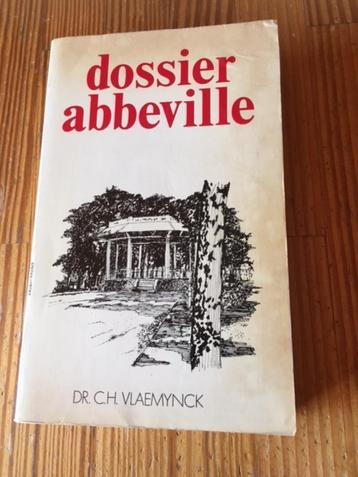 dossier
abbeville
DR. C.H. VLAEMYNCK